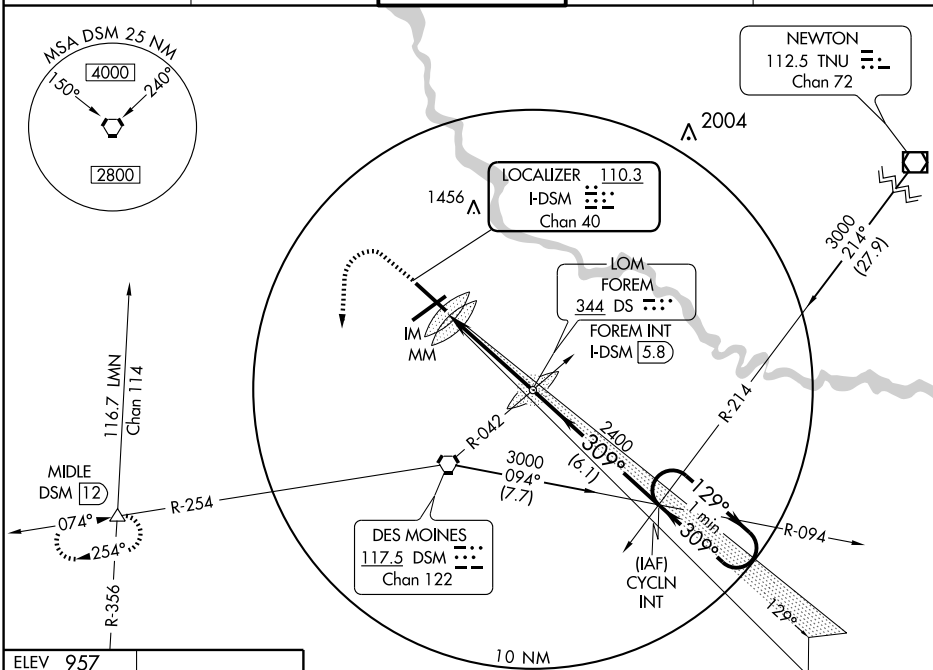 MSA DSM 25 NM
4000
150°
240°
2800
NEWTON
112.5 TNU
Chan 72
2004
LOCALIZER 110.3
I-DSM
Chan 40
1456
3000
214°
(27.9)
LOM
FOREM
344 DS
FOREM INT
I-DSM 5.8
IM
MM
116.7 LMN
Chan 114
R-214
R-042
2400
309°
(6.1)
3000
094°
(7.7)
MIDLE
DSM 12
R-254
074°
254°
R-356
129°
1 min
309°
R-094
DES MOINES
117.5 DSM
Chan 122
(IAF)
CYCLN
INT
129°
10 NM
ELEV 957